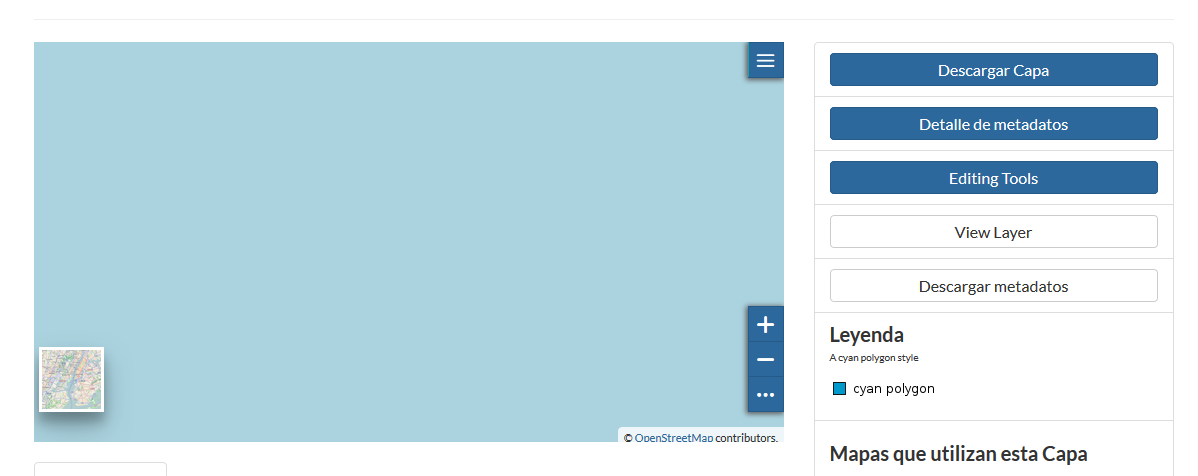 Descargar Capa
Detalle de metadatos
Editing Tools
View Layer
Descargar metadatos
Leyenda
A cyan polygon style
cyan polygon
© OpenStreetMap contributors.
Mapas que utilizan esta Capa